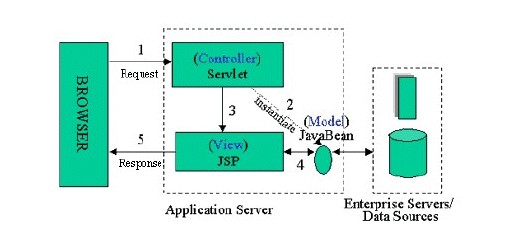 BROWSER
1
Request
(Controller)
Servlet
2
Instantiate
3
(Model)
JavaBean
5
Response
(View)
JSP
4
Application Server
Enterprise Servers/
Data Sources